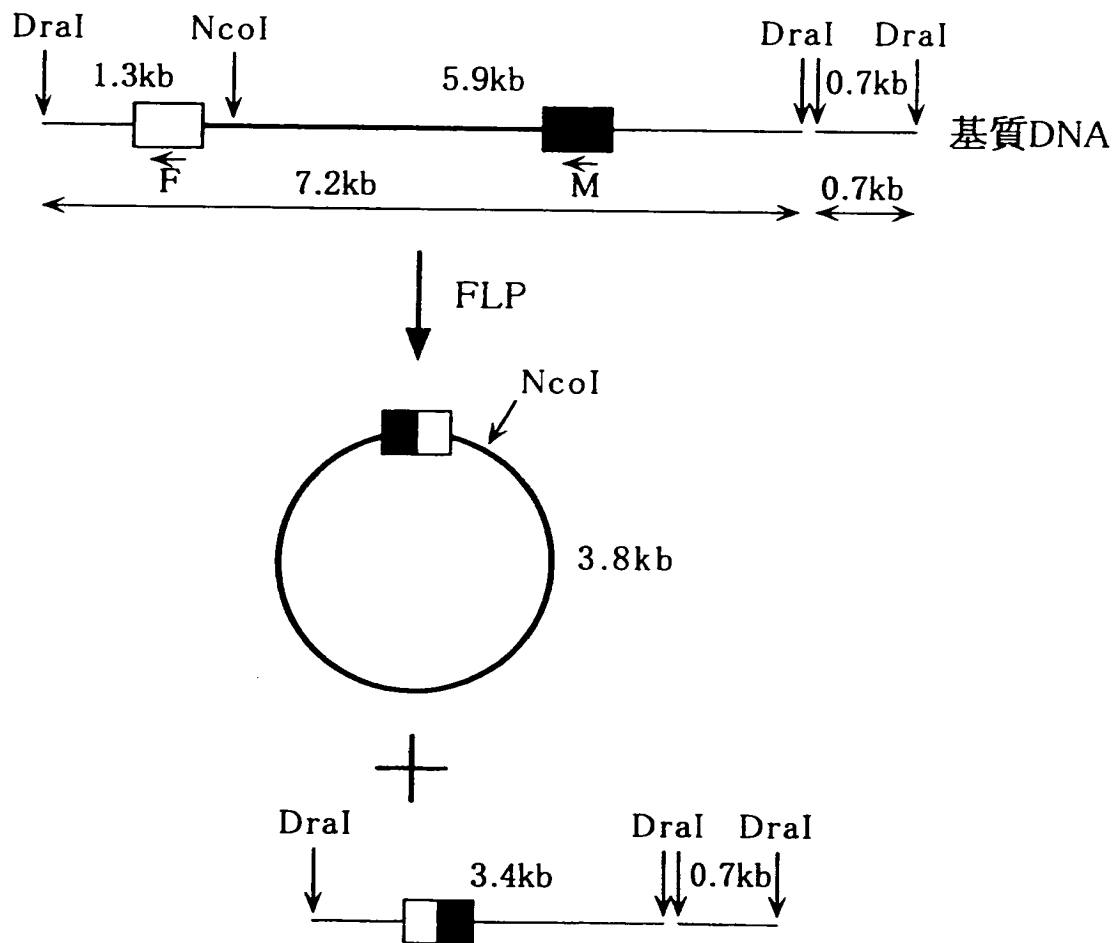 DraI NcoI DraI DraI
1.3kb 5.9kb 0.7kb
基質DNA
F M
7.2kb 0.7kb
FLP
NcoI
3.8kb
+
DraI DraI DraI
3.4kb 0.7kb